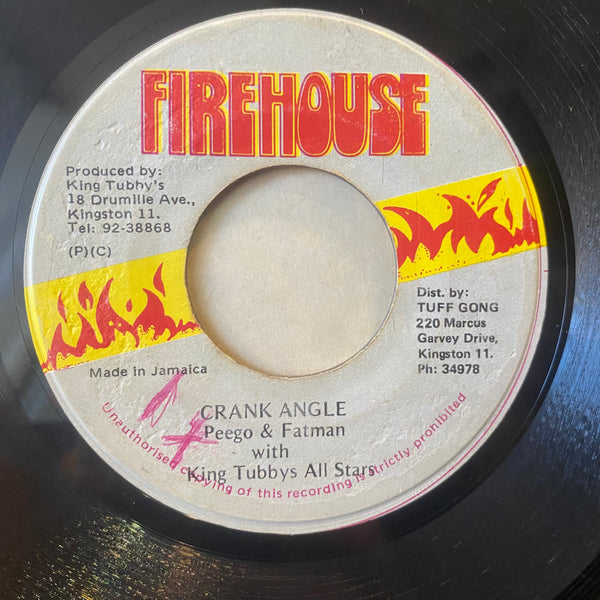 FIREHOUSE
Produced by:
King Tubby's
18 Drumille Ave.,
Kingston 11.
Tel: 92-38868
(P)(C)
Dist. by:
TUFF GONG
220 Marcus
Garvey Drive,
Kingston 11.
Ph: 34978
Made in Jamaica
CRANK ANGLE
Peego & Fatman
with
King Tubbys All Stars
Unauthorised copying of this recording is strictly prohibited